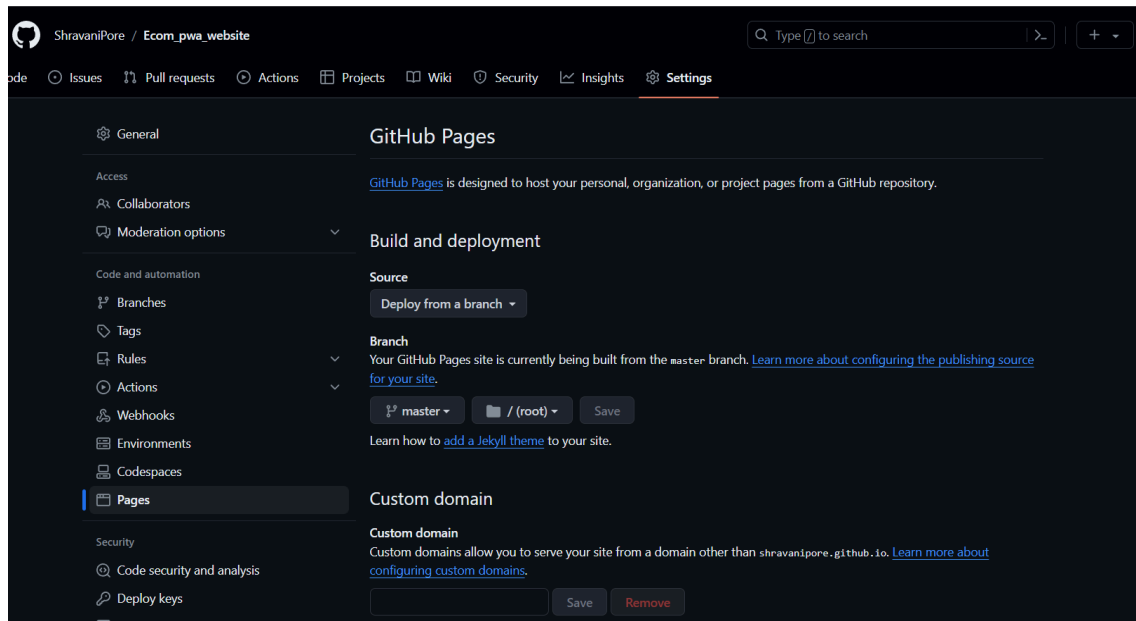 ShravaniPore / Ecom_pwa_website
Type / to search
ode Issues Pull requests Actions Projects Wiki Security Insights Settings
General
Access
Collaborators
Moderation options
Code and automation
Branches
Tags
Rules
Actions
Webhooks
Environments
Codespaces
Pages
Security
Code security and analysis
Deploy keys
GitHub Pages
GitHub Pages is designed to host your personal, organization, or project pages from a GitHub repository.
Build and deployment
Source
Deploy from a branch
Branch
Your GitHub Pages site is currently being built from the master branch. Learn more about configuring the publishing source
for your site.
master / (root) Save
Learn how to add a Jekyll theme to your site.
Custom domain
Custom domain
Custom domains allow you to serve your site from a domain other than shravanipore.github.io. Learn more about
configuring custom domains.
Save Remove